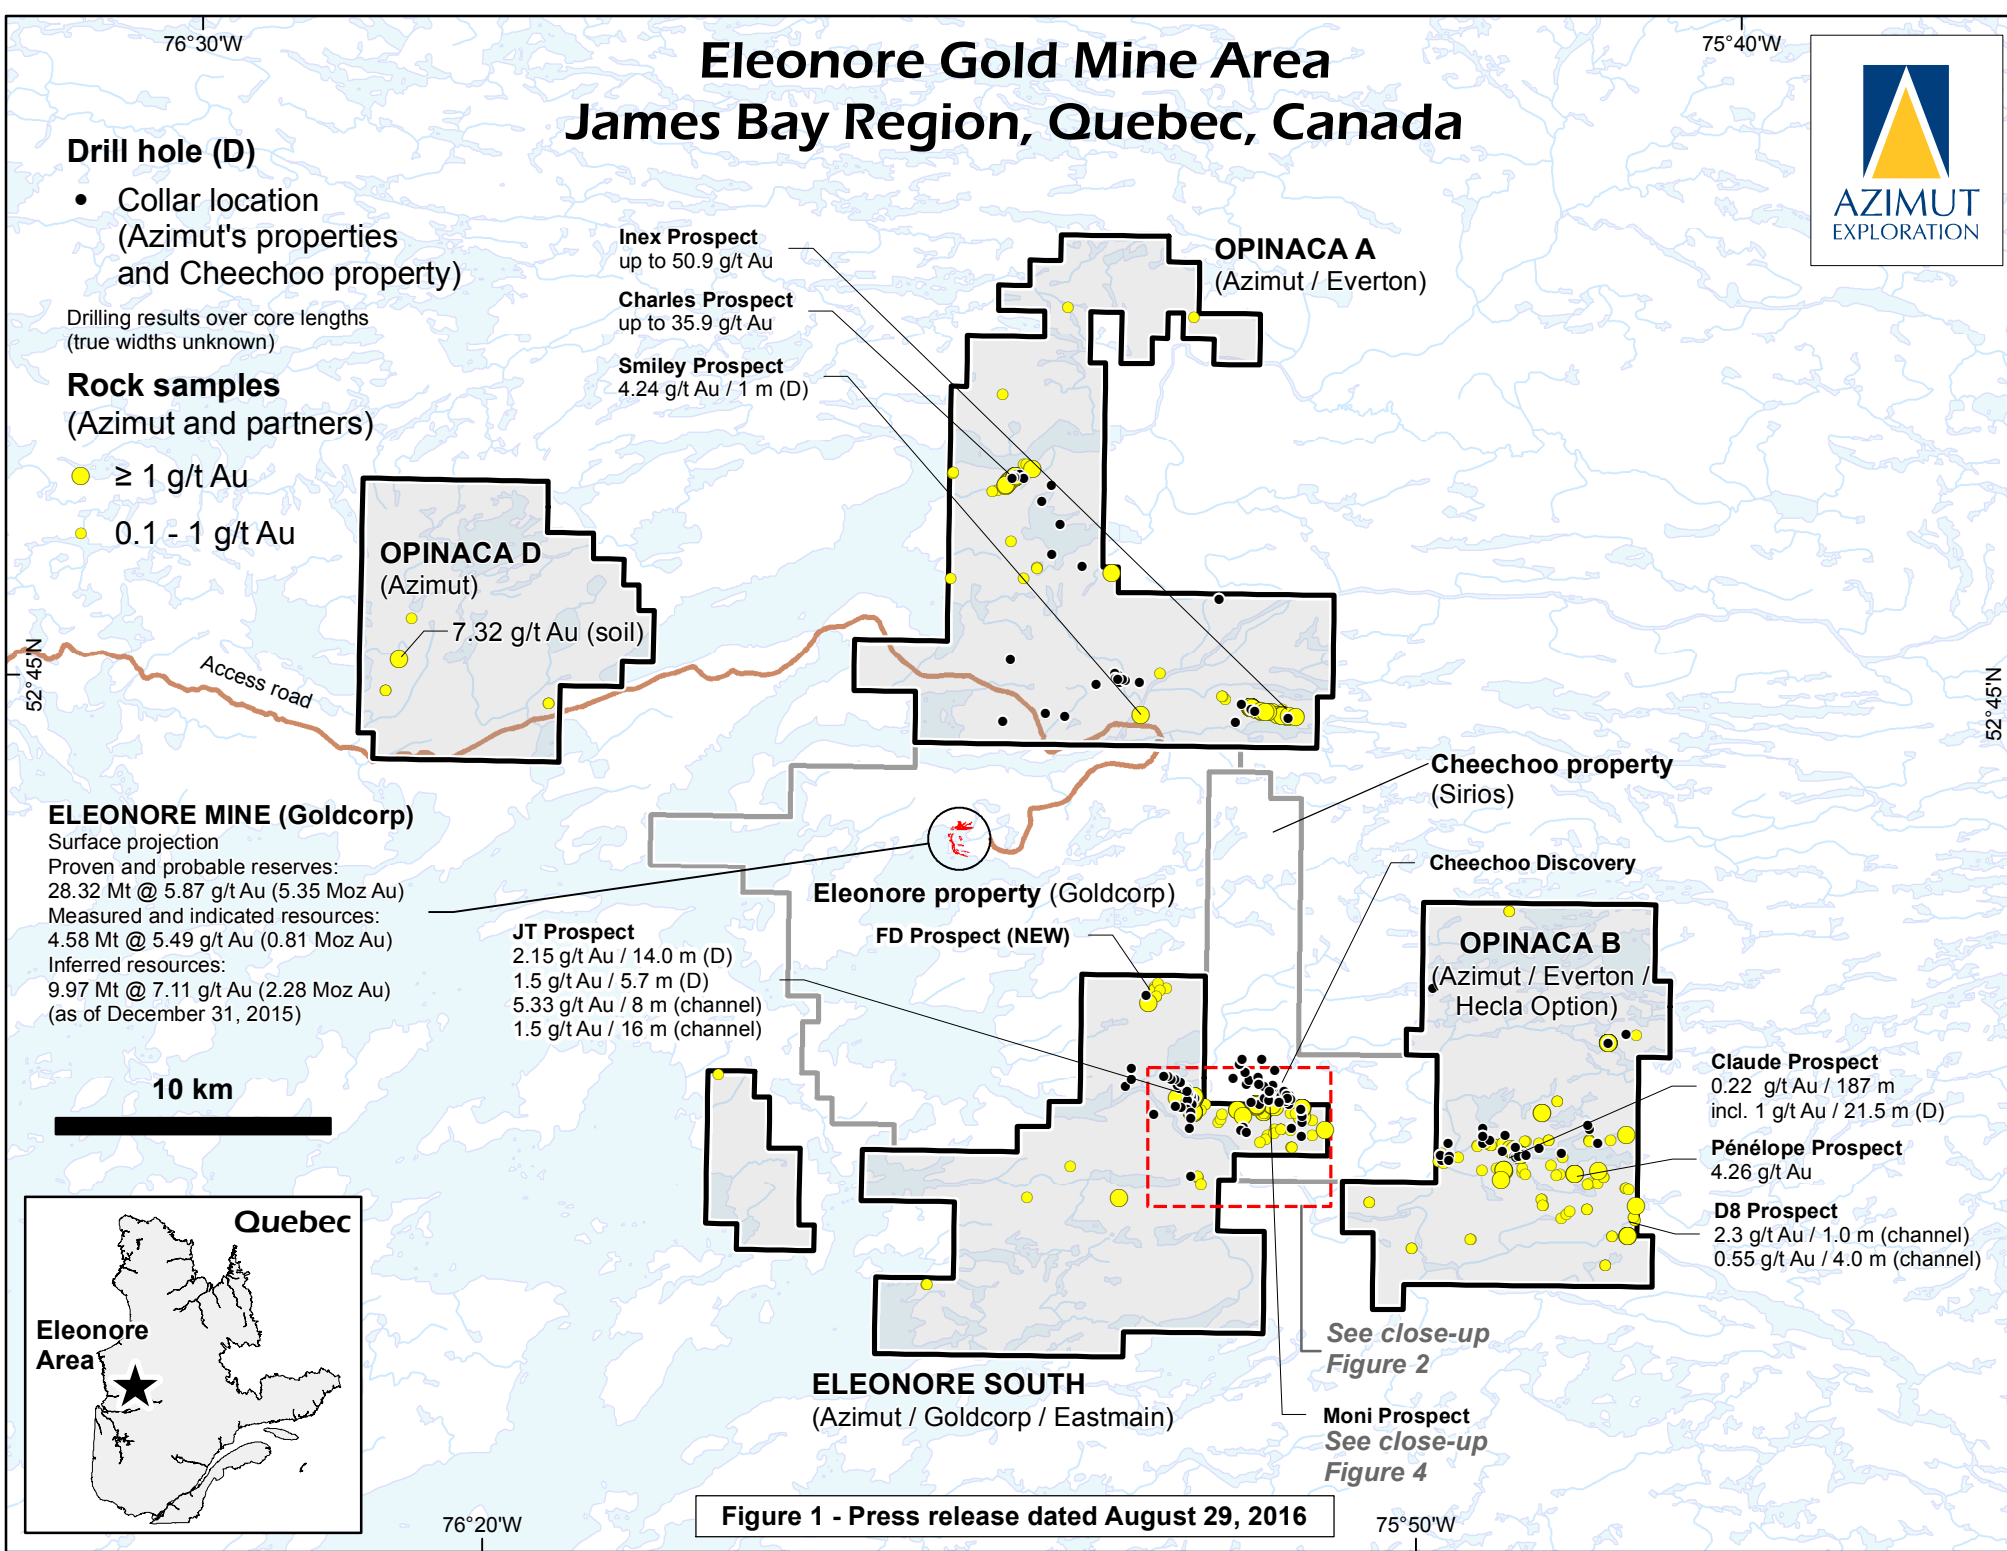 76°30'W
75°40'W
Eleonore Gold Mine Area
James Bay Region, Quebec, Canada
AZIMUT
EXPLORATION
Drill hole (D)
Collar location
(Azimut's properties
and Cheechoo property)
Drilling results over core lengths
(true widths unknown)
Rock samples
(Azimut and partners)
≥ 1 g/t Au
0.1 - 1 g/t Au
Inex Prospect
up to 50.9 g/t Au
Charles Prospect
up to 35.9 g/t Au
Smiley Prospect
4.24 g/t Au / 1 m (D)
OPINACA A
(Azimut / Everton)
OPINACA D
(Azimut)
7.32 g/t Au (soil)
Access road
52°45'N
52°45'N
Cheechoo property
(Sirios)
Cheechoo Discovery
ELEONORE MINE (Goldcorp)
Surface projection
Proven and probable reserves:
28.32 Mt @ 5.87 g/t Au (5.35 Moz Au)
Measured and indicated resources:
4.58 Mt @ 5.49 g/t Au (0.81 Moz Au)
Inferred resources:
9.97 Mt @ 7.11 g/t Au (2.28 Moz Au)
(as of December 31, 2015)
10 km
Eleonore property (Goldcorp)
FD Prospect (NEW)
JT Prospect
2.15 g/t Au / 14.0 m (D)
1.5 g/t Au / 5.7 m (D)
5.33 g/t Au / 8 m (channel)
1.5 g/t Au / 16 m (channel)
OPINACA B
(Azimut / Everton /
Hecla Option)
Claude Prospect
0.22 g/t Au / 187 m
incl. 1 g/t Au / 21.5 m (D)
Pénélope Prospect
4.26 g/t Au
D8 Prospect
2.3 g/t Au / 1.0 m (channel)
0.55 g/t Au / 4.0 m (channel)
Quebec
Eleonore
Area
See close-up
Figure 2
ELEONORE SOUTH
(Azimut / Goldcorp / Eastmain)
Moni Prospect
See close-up
Figure 4
Figure 1 - Press release dated August 29, 2016
76°20'W
75°50'W